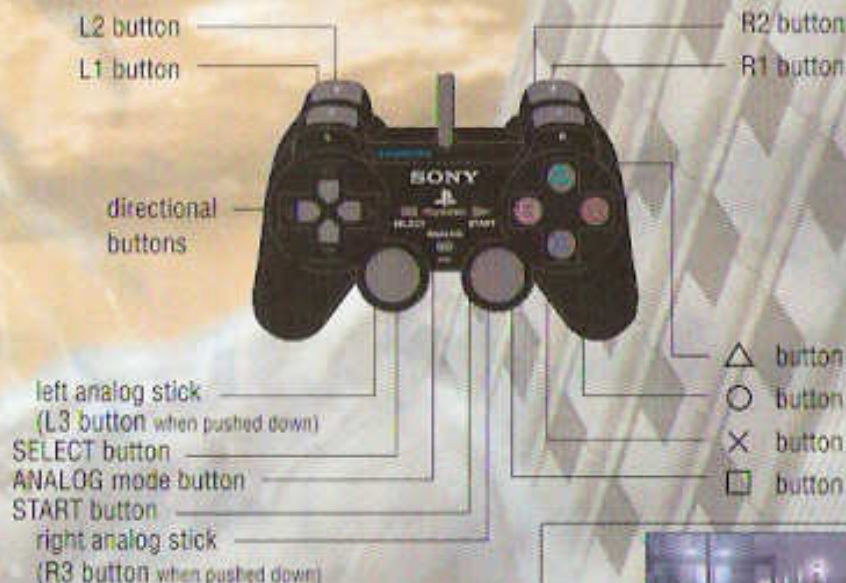 L2 button
R2 button
L1 button
R1 button
SONY
SELECT
START
ANALOG
directional
buttons
left analog stick
(L3 button when pushed down)
SELECT button
ANALOG mode button
START button
right analog stick
(R3 button when pushed down)
△ button
○ button
✕ button
□ button